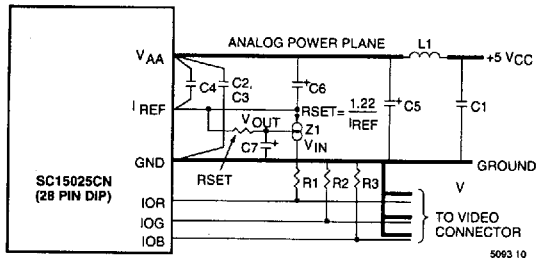 ANALOG POWER PLANE
L1
+5 VCC
VAA
C4
C2,
C3
C6
C5
C1
IREF
RSET= 1.22
IREF
VOUT
Z1
C7
VIN
GND
GROUND
SC15025CN
(28 PIN DIP)
RSET
R1
R2
R3
V
IOR
IOG
IOB
TO VIDEO
CONNECTOR
5093 10